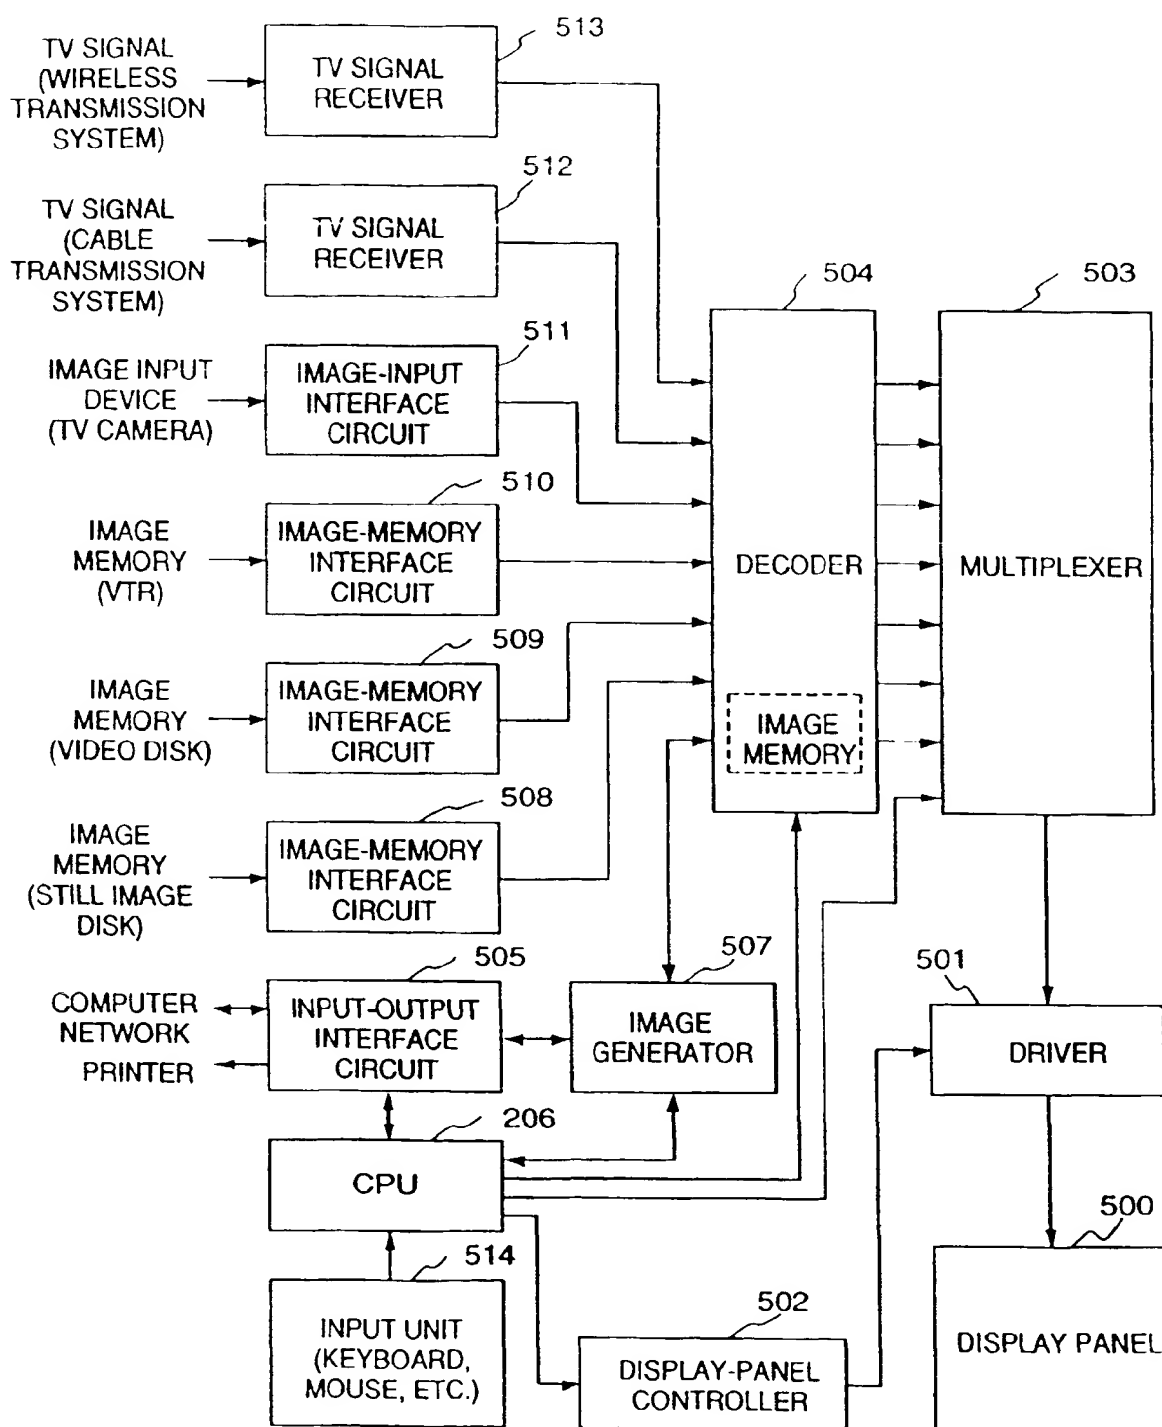 513
TV SIGNAL
(WIRELESS
TRANSMISSION
SYSTEM)
TV SIGNAL
RECEIVER
512
TV SIGNAL
(CABLE
TRANSMISSION
SYSTEM)
TV SIGNAL
RECEIVER
504
503
511
IMAGE INPUT
DEVICE
(TV CAMERA)
IMAGE-INPUT
INTERFACE
CIRCUIT
510
IMAGE
MEMORY
(VTR)
IMAGE-MEMORY
INTERFACE
CIRCUIT
DECODER
MULTIPLEXER
509
IMAGE
MEMORY
(VIDEO DISK)
IMAGE-MEMORY
INTERFACE
CIRCUIT
IMAGE
MEMORY
508
IMAGE
MEMORY
(STILL IMAGE
DISK)
IMAGE-MEMORY
INTERFACE
CIRCUIT
505
507
501
COMPUTER
NETWORK
PRINTER
INPUT-OUTPUT
INTERFACE
CIRCUIT
IMAGE
GENERATOR
DRIVER
206
CPU
500
514
INPUT UNIT
(KEYBOARD,
MOUSE, ETC.)
502
DISPLAY-PANEL
CONTROLLER
DISPLAY PANEL